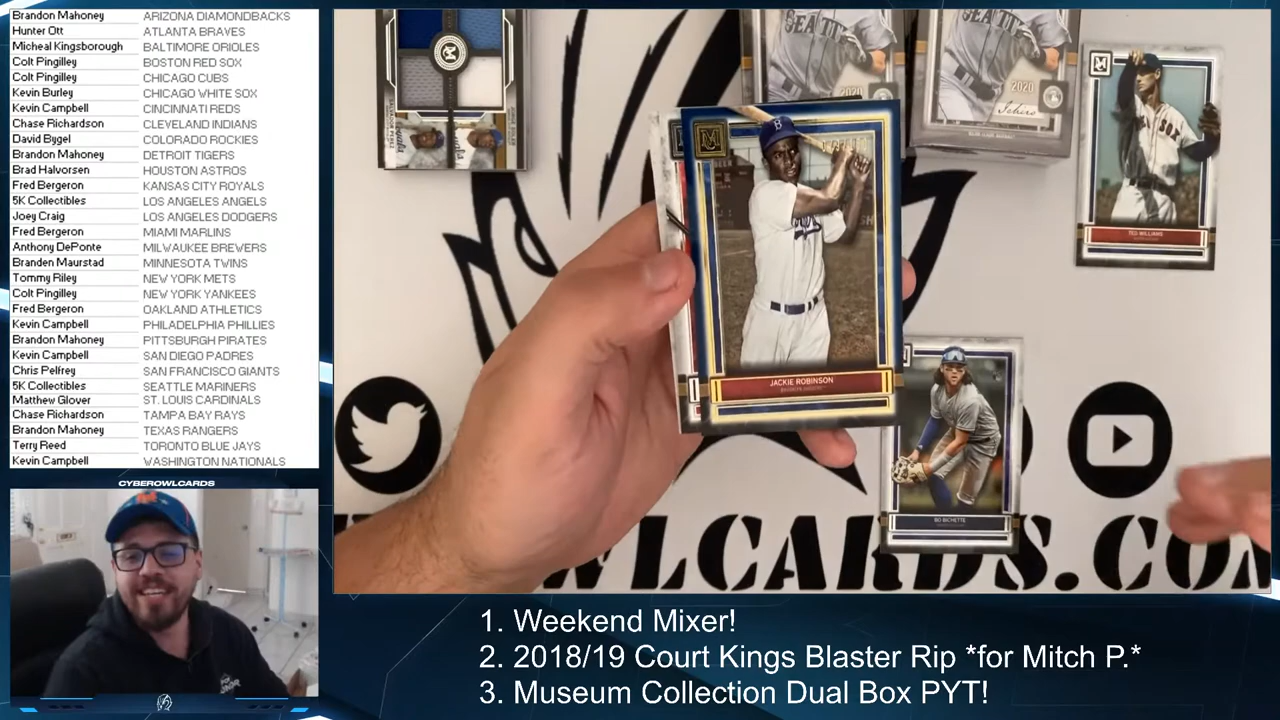 Brandon Mahoney ARIZONA DIAMONDBACKS
Hunter Ott ATLANTA BRAVES
Micheal Kingsborough BALTIMORE ORIOLES
Colt Pingilley BOSTON RED SOX
Colt Pingilley CHICAGO CUBS
Kevin Burley CHICAGO WHITE SOX
Kevin Campbell CINCINNATI REDS
Chase Richardson CLEVELAND INDIANS
David Bygel COLORADO ROCKIES
Brandon Mahoney DETROIT TIGERS
Brad Halvorsen HOUSTON ASTROS
Fred Bergeron KANSAS CITY ROYALS
5K Collectibles LOS ANGELES ANGELS
Joey Craig LOS ANGELES DODGERS
Fred Bergeron MIAMI MARLINS
Anthony DePonte MILWAUKEE BREWERS
Branden Maurstad MINNESOTA TWINS
Tommy Riley NEW YORK METS
Colt Pingilley NEW YORK YANKEES
Fred Bergeron OAKLAND ATHLETICS
Kevin Campbell PHILADELPHIA PHILLIES
Brandon Mahoney PITTSBURGH PIRATES
Kevin Campbell SAN DIEGO PADRES
Chris Pelfrey SAN FRANCISCO GIANTS
5K Collectibles SEATTLE MARINERS
Matthew Glover ST. LOUIS CARDINALS
Chase Richardson TAMPA BAY RAYS
Brandon Mahoney TEXAS RANGERS
Terry Reed TORONTO BLUE JAYS
Kevin Campbell WASHINGTON NATIONALS
CYBEROWLCARDS
SEATTLE
SEATTLE
2020
2020
Ichiro
SOX
TED WILLIAMS
B
M
JACKIE ROBINSON
BO BICHETTE
WLCARDS.COM
1. Weekend Mixer!
2. 2018/19 Court Kings Blaster Rip *for Mitch P.*
3. Museum Collection Dual Box PYT!